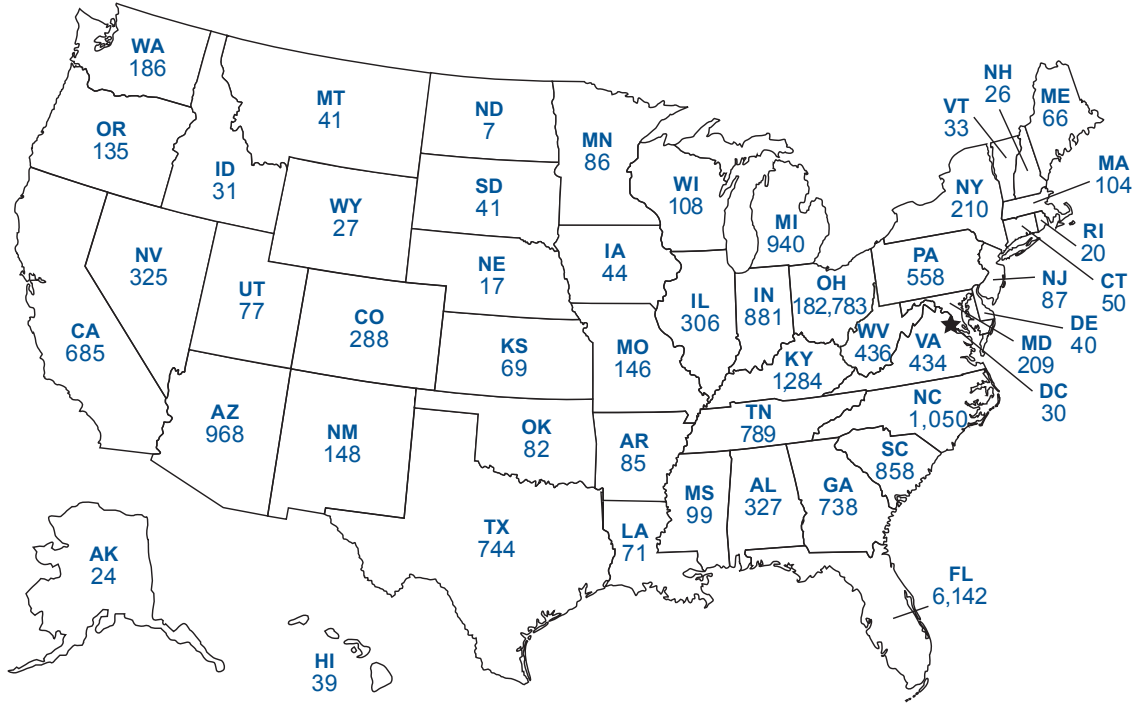 WA
186
OR
135
CA
685
NV
325
ID
31
MT
41
WY
27
UT
77
AZ
968
CO
288
NM
148
ND
7
SD
41
NE
17
KS
69
OK
82
TX
744
MN
86
IA
44
MO
146
AR
85
LA
71
WI
108
IL
306
MI
940
IN
881
OH
182,783
KY
1,284
TN
789
MS
99
AL
327
GA
738
FL
6,142
SC
858
NC
1,050
VA
434
WV
436
PA
558
NY
210
VT
33
NH
26
ME
66
MA
104
RI
20
CT
50
NJ
87
DE
40
MD
209
DC
30
AK
24
HI
39